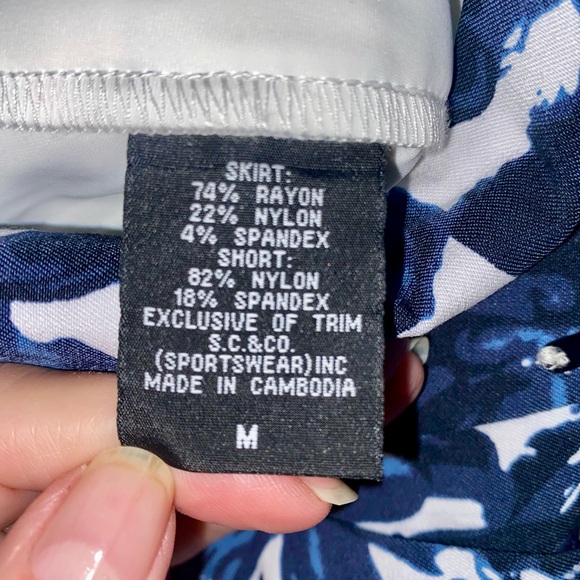 SKIRT:
74% RAYON
22% NYLON
4% SPANDEX
SHORT:
82% NYLON
18% SPANDEX
EXCLUSIVE OF TRIM
S.C.&CO.
(SPORTSWEAR)INC
MADE IN CAMBODIA
M